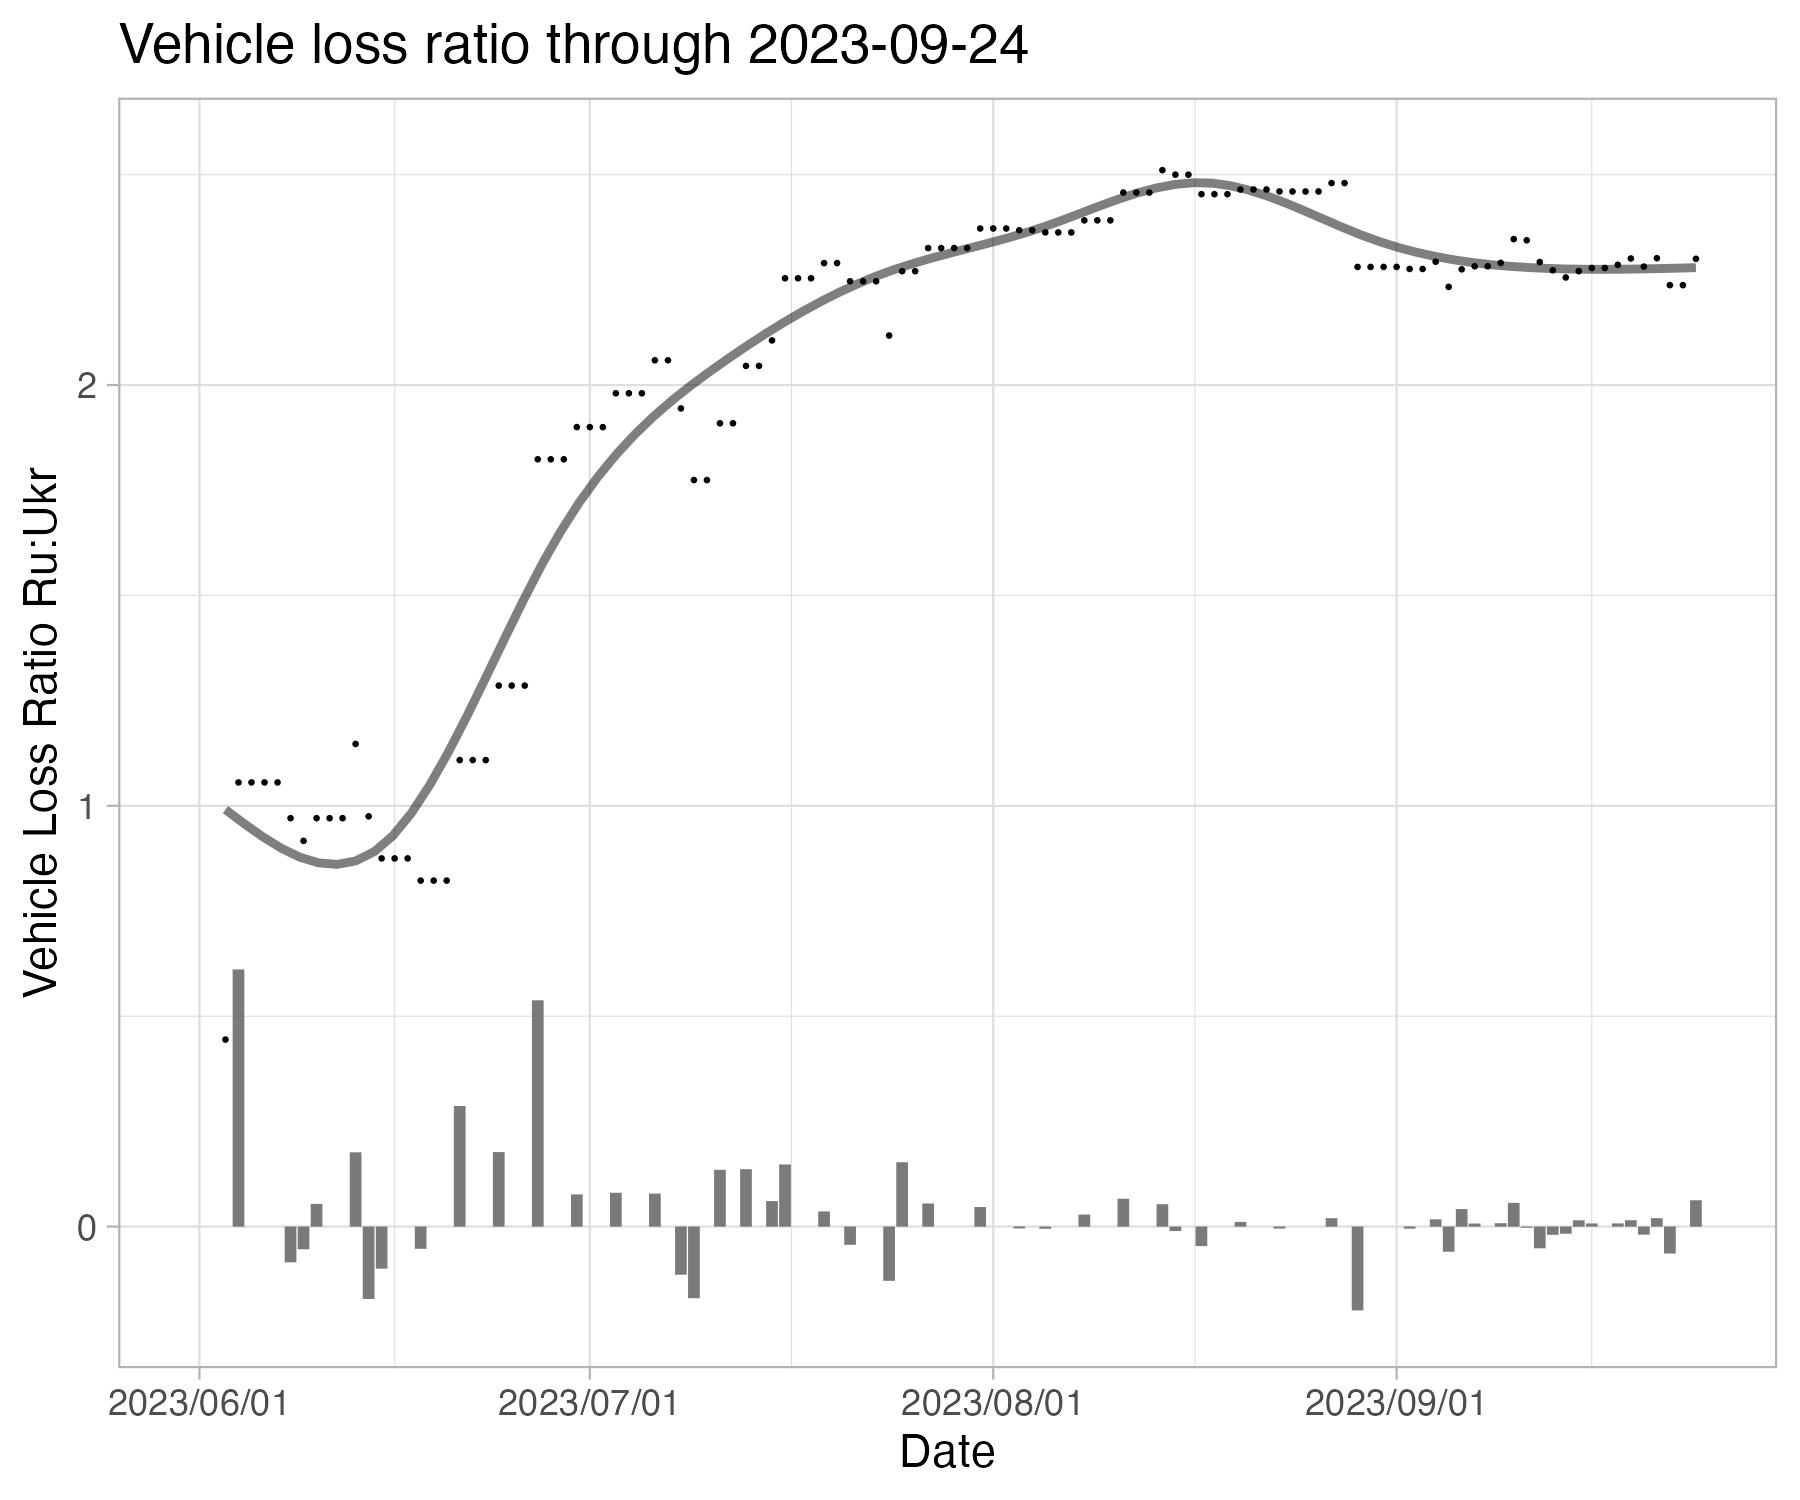 Vehicle loss ratio through 2023-09-24
Vehicle Loss Ratio Ru:Ukr
2
1
0
2023/06/01
2023/07/01
2023/08/01
2023/09/01
Date